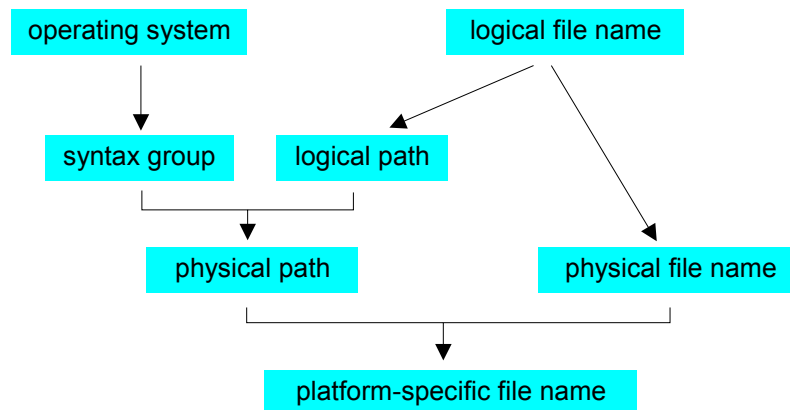 operating system
logical file name
syntax group
logical path
physical path
physical file name
platform-specific file name